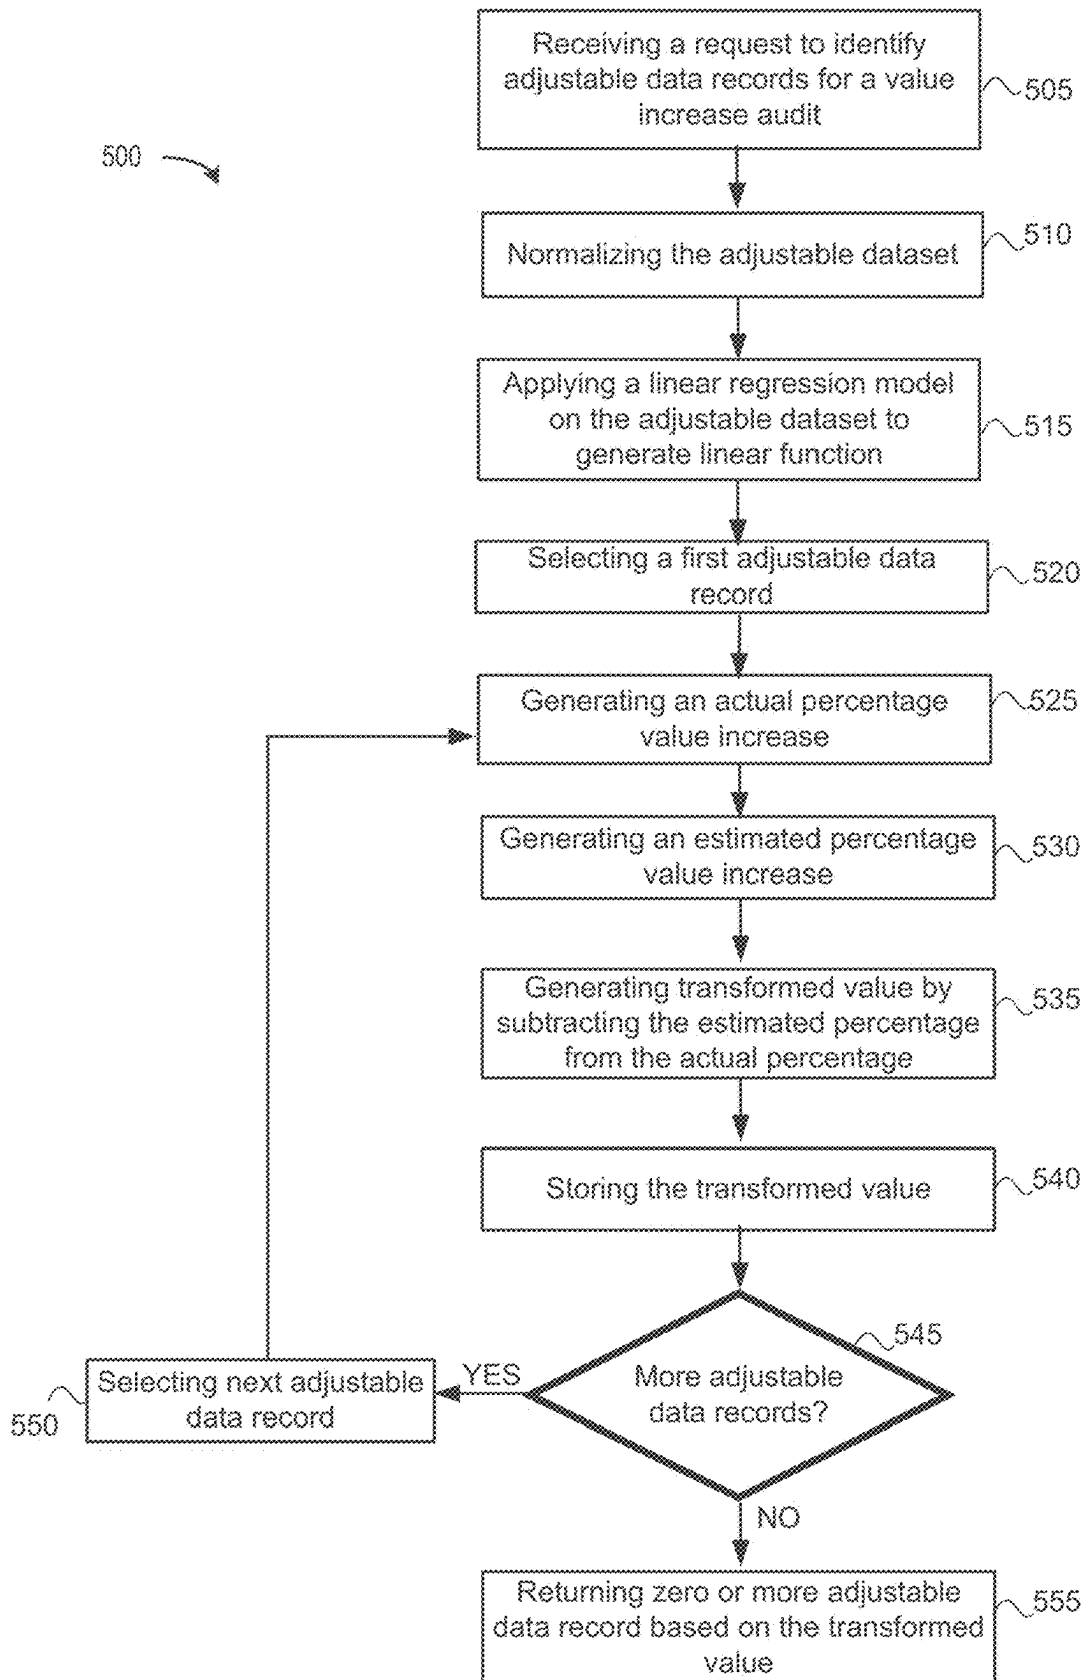 Receiving a request to identify
adjustable data records for a value
increase audit
505
500
Normalizing the adjustable dataset
510
Applying a linear regression model
on the adjustable dataset to
generate linear function
515
Selecting a first adjustable data
record
520
Generating an actual percentage
value increase
525
Generating an estimated percentage
value increase
530
Generating transformed value by
subtracting the estimated percentage
from the actual percentage
535
Storing the transformed value
540
545
More adjustable
data records?
YES
Selecting next adjustable
data record
550
NO
Returning zero or more adjustable
data record based on the transformed
value
555